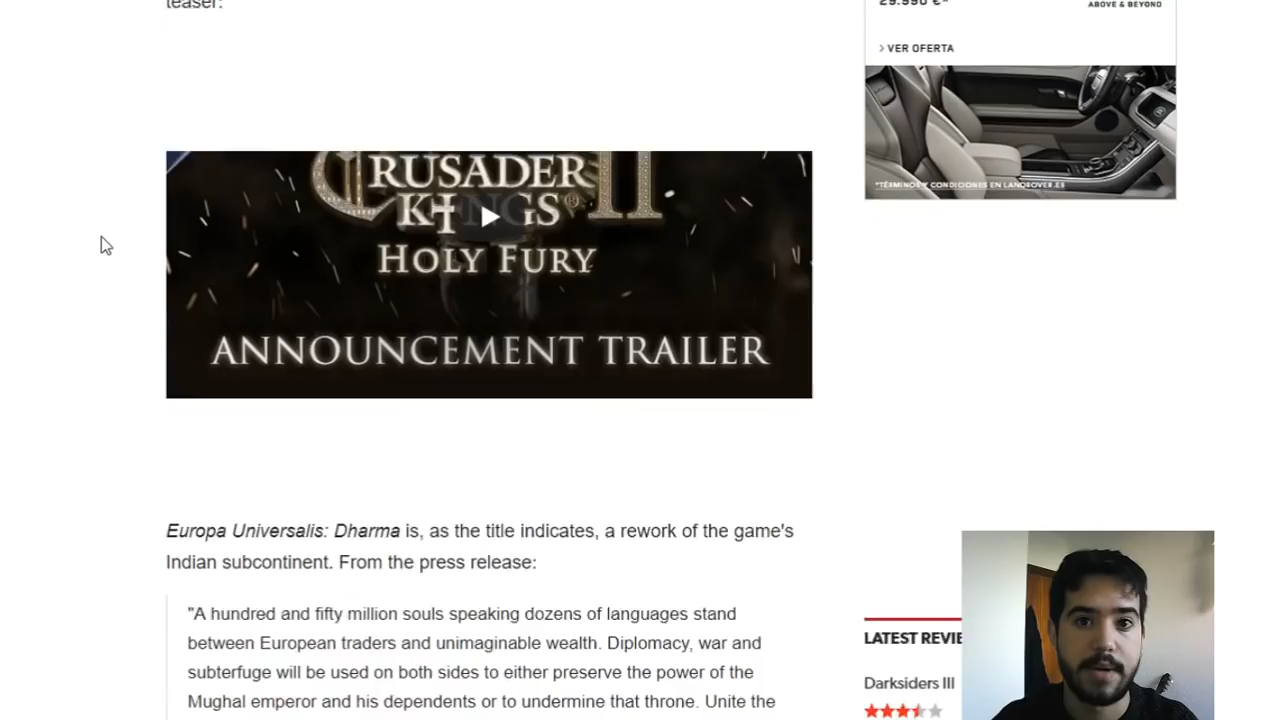 teaser:
29.990 €*
ABOVE & BEYOND
› VER OFERTA
*TÉRMINOS Y CONDICIONES EN LANDROVER.ES
CRUSADER II
KINGS®
HOLY FURY
ANNOUNCEMENT TRAILER
Europa Universalis: Dharma is, as the title indicates, a rework of the game's
Indian subcontinent. From the press release:
"A hundred and fifty million souls speaking dozens of languages stand
between European traders and unimaginable wealth. Diplomacy, war and
subterfuge will be used on both sides to either preserve the power of the
Mughal emperor and his dependents or to undermine that throne. Unite the
LATEST REVIE
Darksiders III